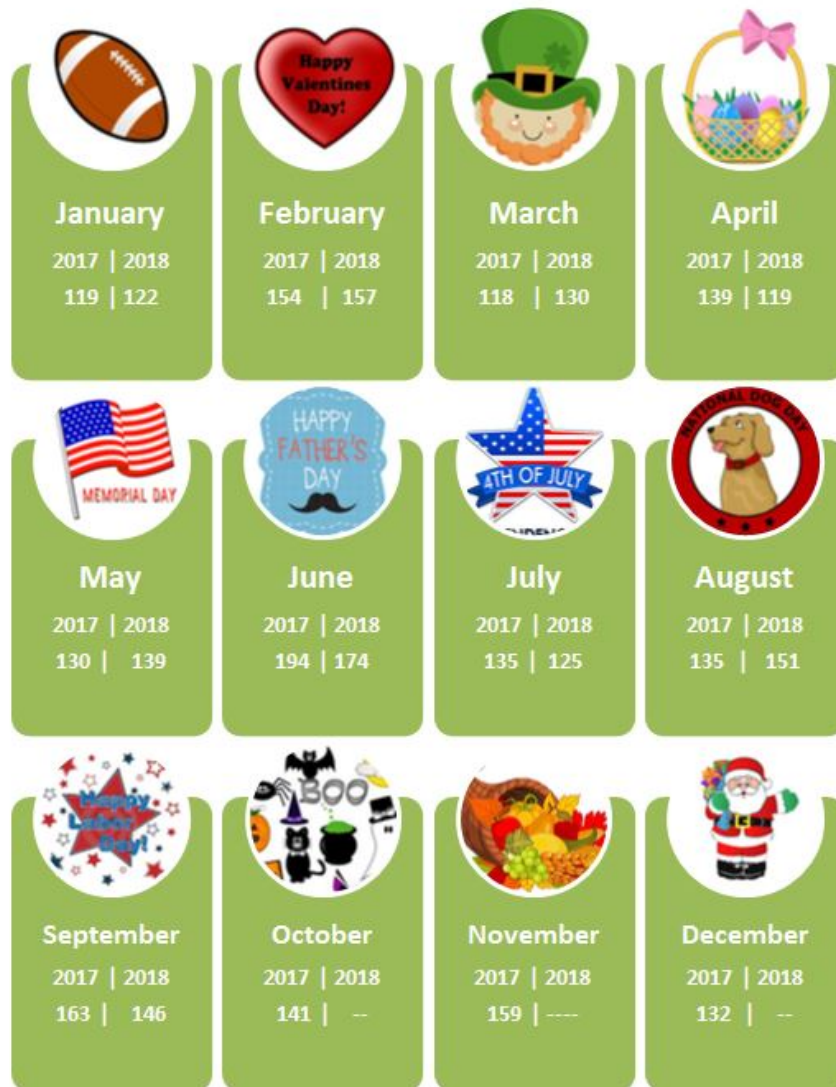 Happy
Valentines
Day!
January
2017 | 2018
119 | 122
February
2017 | 2018
154 | 157
March
2017 | 2018
118 | 130
April
2017 | 2018
139 | 119
MEMORIAL DAY
May
2017 | 2018
130 | 139
HAPPY
FATHER'S
DAY
June
2017 | 2018
194 | 174
4TH OF JULY
July
2017 | 2018
135 | 125
NATIONAL DOG DAY
August
2017 | 2018
135 | 151
Happy
Labor
Day!
September
2017 | 2018
163 | 146
BOO
October
2017 | 2018
141 | --
November
2017 | 2018
159 | ----
December
2017 | 2018
132 | --